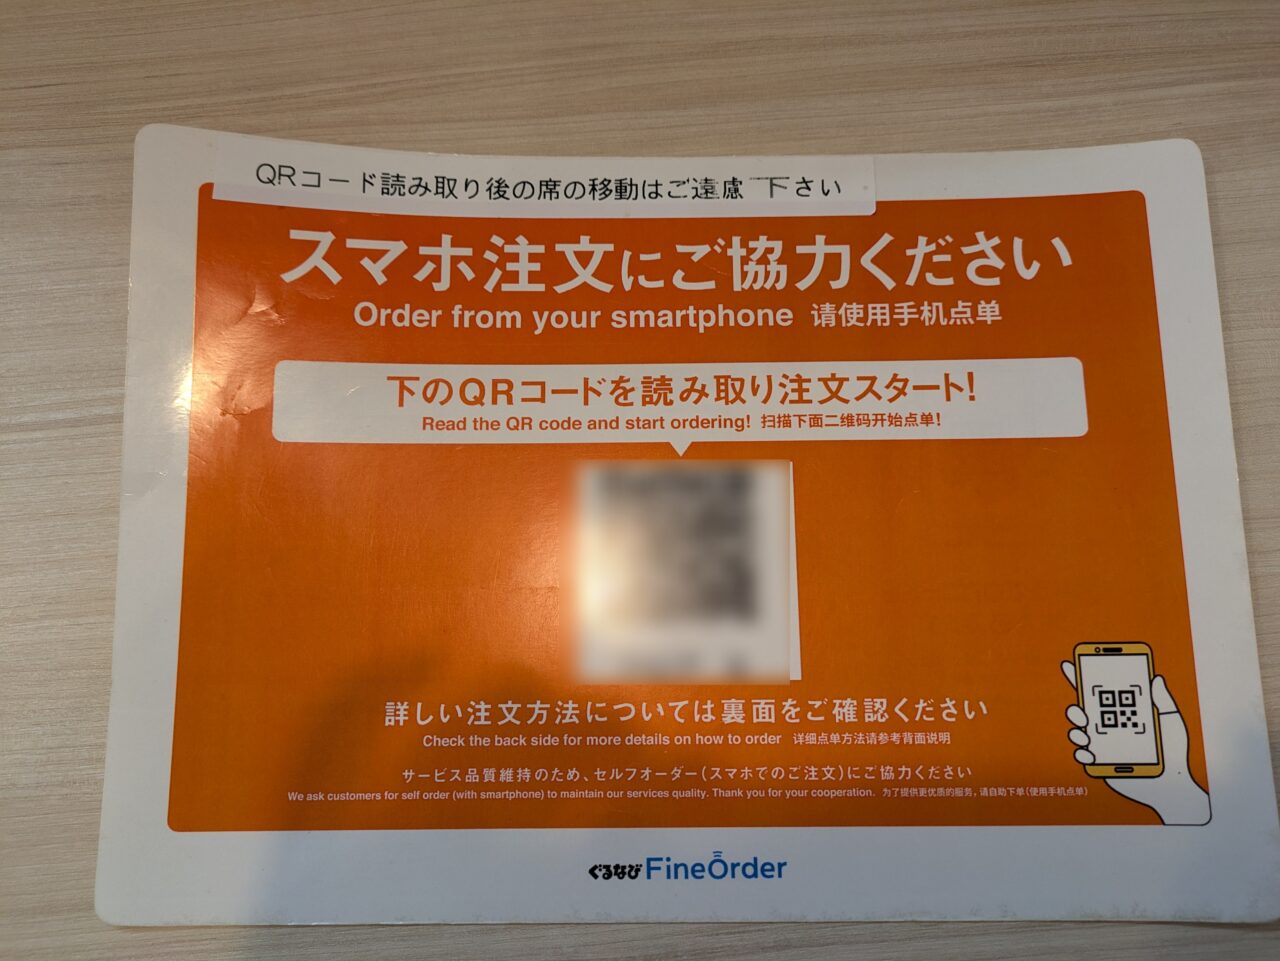 QRコード読み取り後の席の移動はご遠慮 下さい
スマホ注文にご協力ください
Order from your smartphone 请使用手机点单
下のQRコードを読み取り注文スタート!
Read the QR code and start ordering! 扫描下面二维码开始点单!
詳しい注文方法については裏面をご確認ください
Check the back side for more details on how to order 详细点单方法请参考背面说明
サービス品質維持のため、セルフオーダー(スマホでのご注文)にご協力ください
We ask customers for self order (with smartphone) to maintain our services quality. Thank you for your cooperation. 为了提供更优质的服务，请自助下单(使用手机点单)
ぐるなび FineOrder